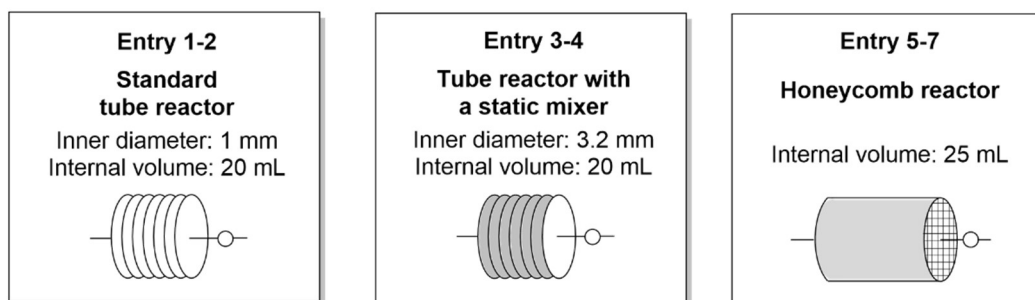 Entry 1-2
Standard
tube reactor
Inner diameter: 1 mm
Internal volume: 20 mL
Entry 3-4
Tube reactor with
a static mixer
Inner diameter: 3.2 mm
Internal volume: 20 mL
Entry 5-7
Honeycomb reactor
Internal volume: 25 mL